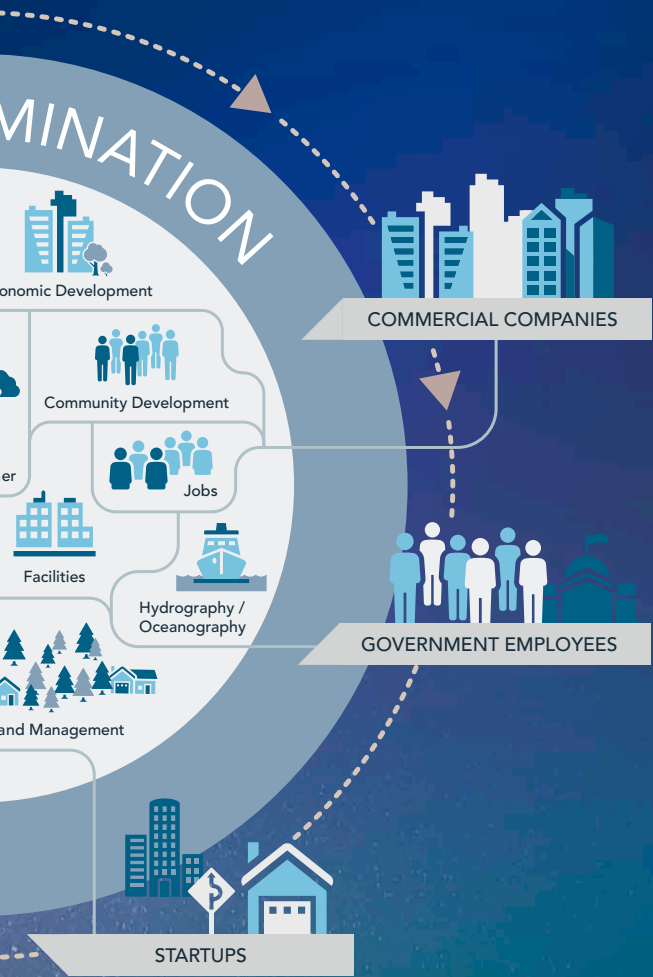 MINATION
onomic Development
COMMERCIAL COMPANIES
Community Development
er
Jobs
Facilities
Hydrography /
Oceanography
GOVERNMENT EMPLOYEES
and Management
STARTUPS